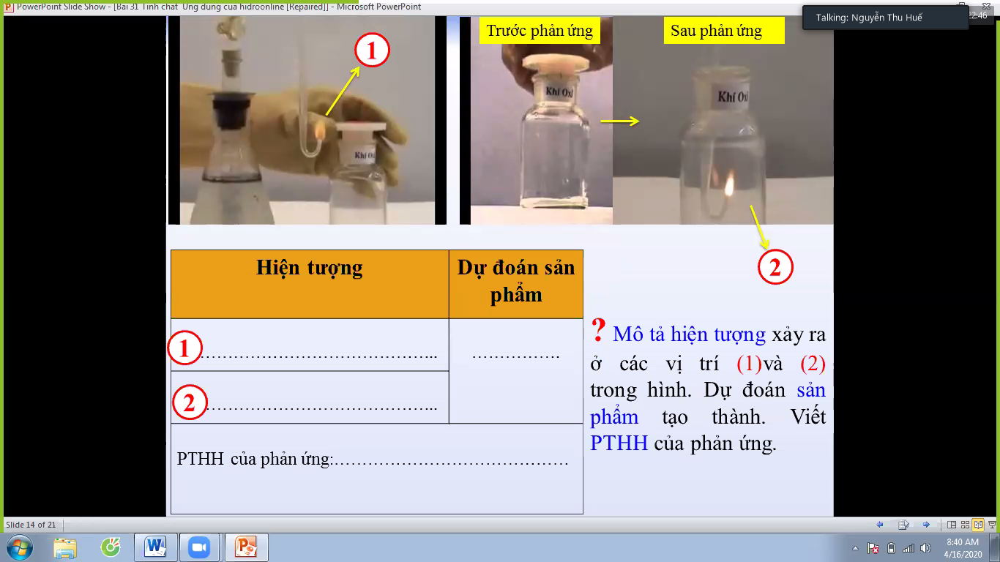 PowerPoint Slide Show - [Bai 31 Tinh chat Ung dung cua hidroonline [Repaired]] - Microsoft PowerPoint
Talking: Nguyễn Thu Huế
22:46
1
Trước phản ứng
Sau phản ứng
Khí Oxi
Khí Oxi
Khí Oxi
2
Hiện tượng
Dự đoán sản
phẩm
1 …………………………………..
……………
2 …………………………………..
PTHH của phản ứng:……………………………………
? Mô tả hiện tượng xảy ra
ở các vị trí (1)và (2)
trong hình. Dự đoán sản
phẩm tạo thành. Viết
PTHH của phản ứng.
Slide 14 of 21
8:40 AM
4/16/2020